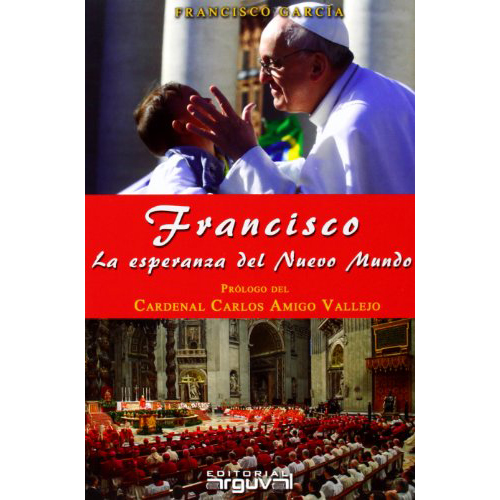 FRANCISCO GARCÍA
Francisco
La esperanza del Nuevo Mundo
PRÓLOGO DEL
CARDENAL CARLOS AMIGO VALLEJO
EDITORIAL
arguval